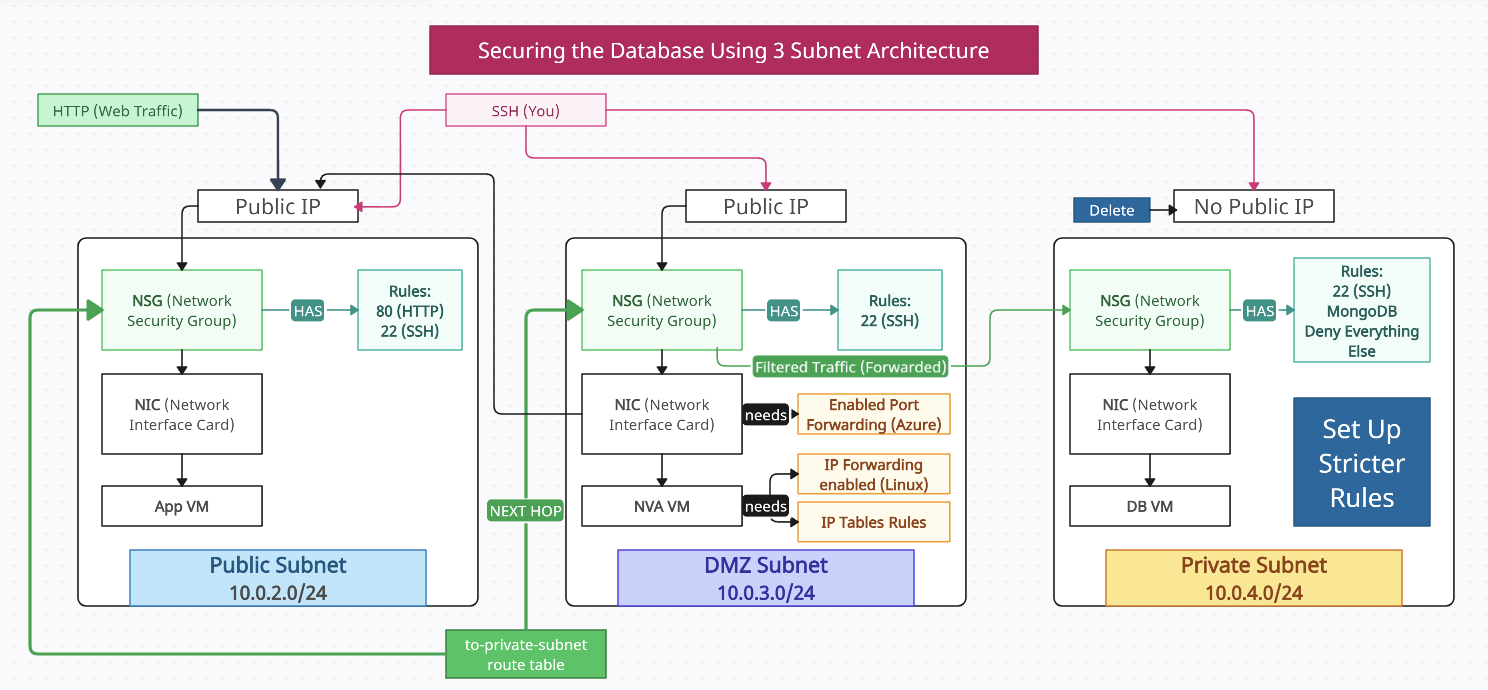 Securing the Database Using 3 Subnet Architecture
HTTP (Web Traffic)
SSH (You)
Public IP
Public IP
Delete
No Public IP
NSG (Network
Security Group)
HAS
Rules:
80 (HTTP)
22 (SSH)
NIC (Network
Interface Card)
App VM
Public Subnet
10.0.2.0/24
NSG (Network
Security Group)
HAS
Rules:
22 (SSH)
Filtered Traffic (Forwarded)
NIC (Network
Interface Card)
needs
Enabled Port
Forwarding (Azure)
NEXT HOP
NVA VM
needs
IP Forwarding
enabled (Linux)
IP Tables Rules
DMZ Subnet
10.0.3.0/24
NSG (Network
Security Group)
HAS
Rules:
22 (SSH)
MongoDB
Deny Everything
Else
NIC (Network
Interface Card)
DB VM
Set Up
Stricter
Rules
Private Subnet
10.0.4.0/24
to-private-subnet
route table